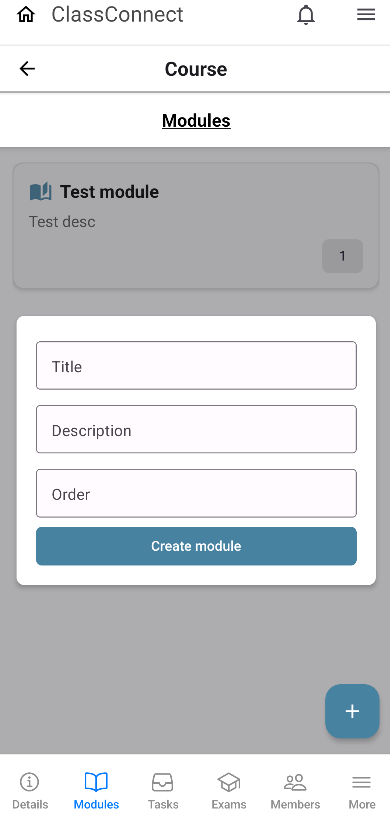 ClassConnect
Course
Modules
Test module
Test desc
1
Title
Description
Order
Create module
+
Details Modules Tasks Exams Members More